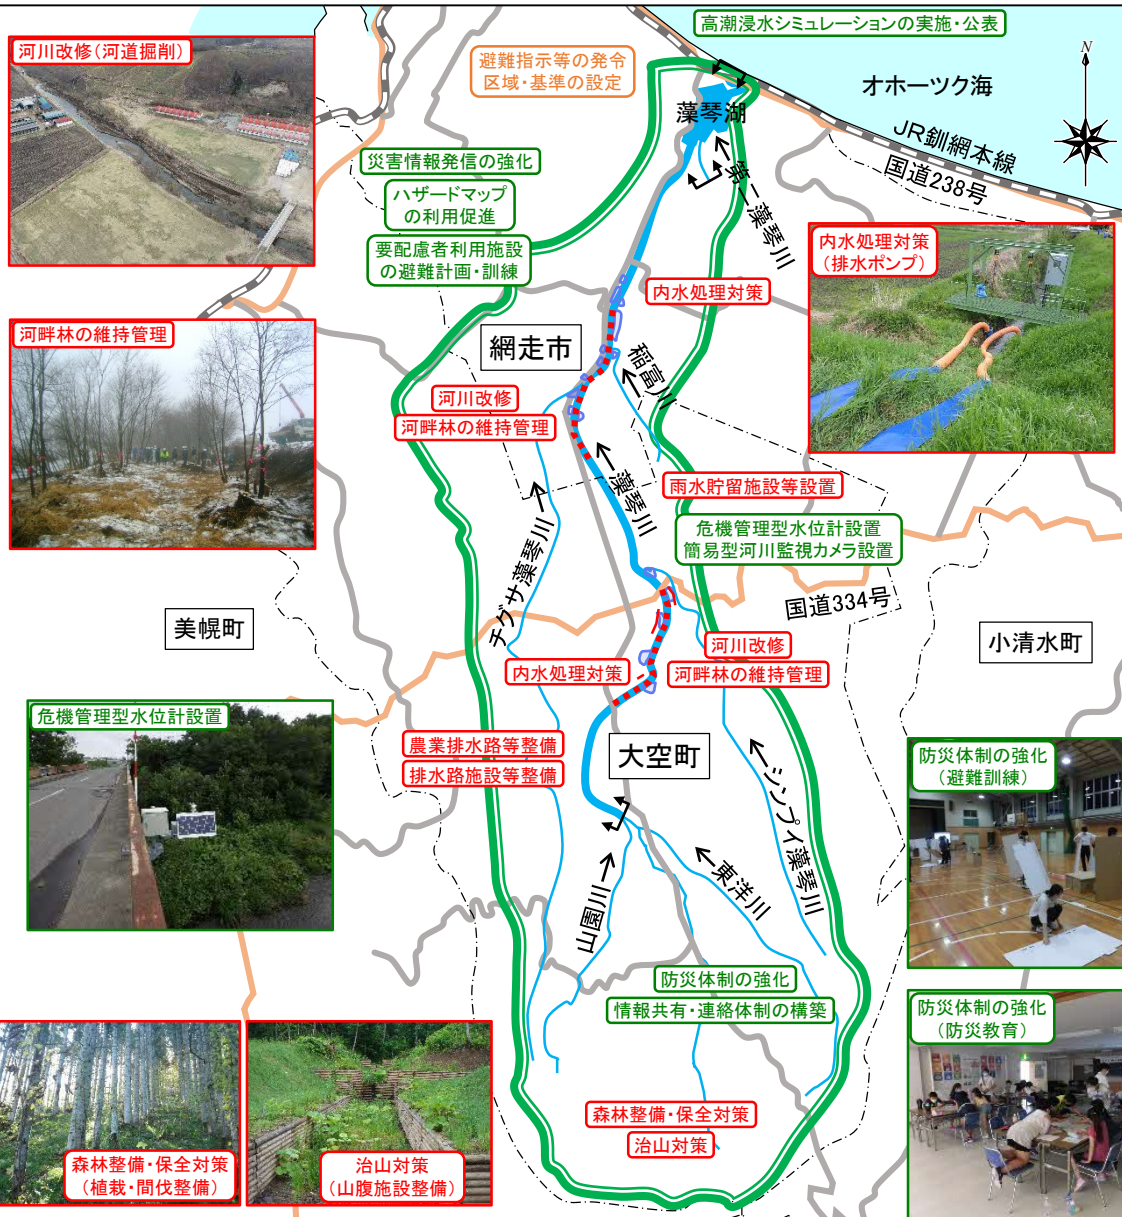 高潮浸水シミュレーションの実施・公表
河川改修(河道掘削)
避難指示等の発令
区域・基準の設定
N
オホーツク海
藻琴湖
JR釧網本線
国道238号
災害情報発信の強化
ハザードマップ
の利用促進
要配慮者利用施設
の避難計画・訓練
第二藻琴川
内水処理対策
(排水ポンプ)
内水処理対策
河畔林の維持管理
網走市
稲富川
河川改修
河畔林の維持管理
藻琴川
雨水貯留施設等設置
チグサ藻琴川
危機管理型水位計設置
簡易型河川監視カメラ設置
国道334号
美幌町
小清水町
河川改修
河畔林の維持管理
内水処理対策
危機管理型水位計設置
農業排水路等整備
排水路施設等整備
大空町
防災体制の強化
(避難訓練)
シンプイ藻琴川
東洋川
山園川
防災体制の強化
情報共有・連絡体制の構築
防災体制の強化
(防災教育)
森林整備・保全対策
治山対策
森林整備・保全対策
(植栽・間伐整備)
治山対策
(山腹施設整備)